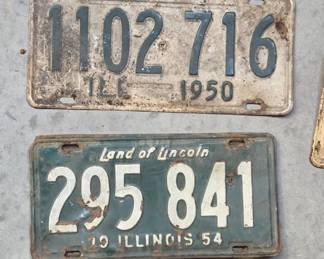 1102 716
ILL 1950
Land of Lincoln
295 841
19 ILLINOIS 54